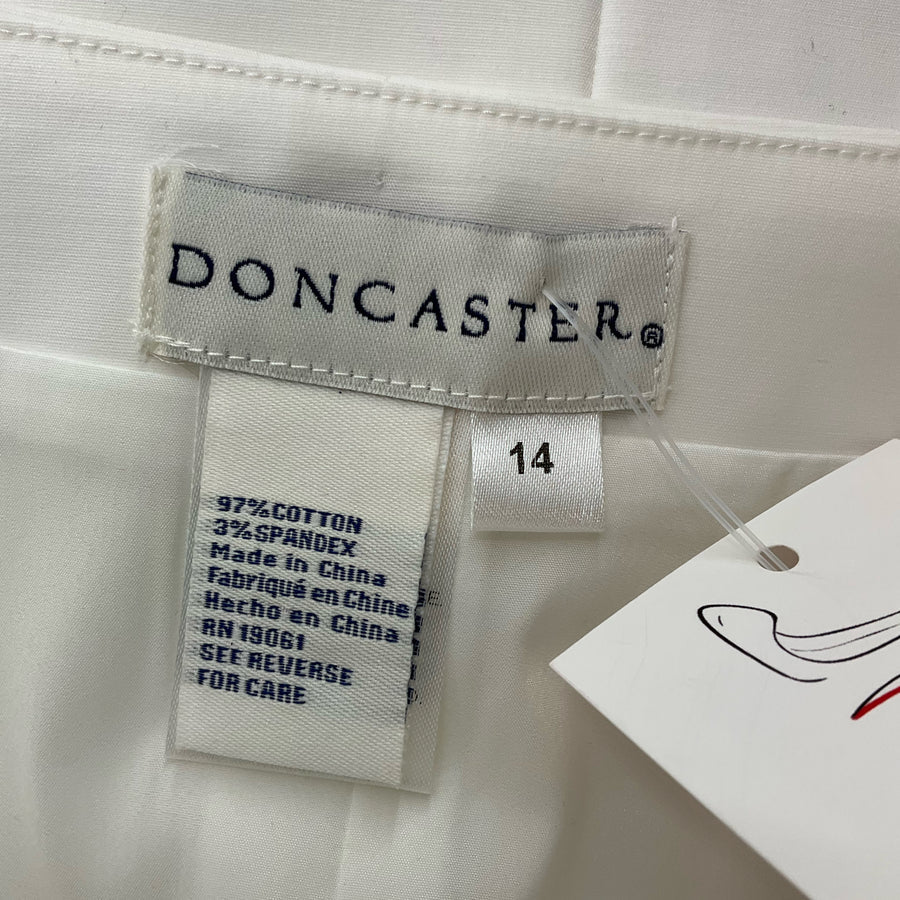 DONCASTER®
14
97% COTTON
3% SPANDEX
Made in China
Fabriqué en Chine
Hecho en China
RN 19061
SEE REVERSE
FOR CARE